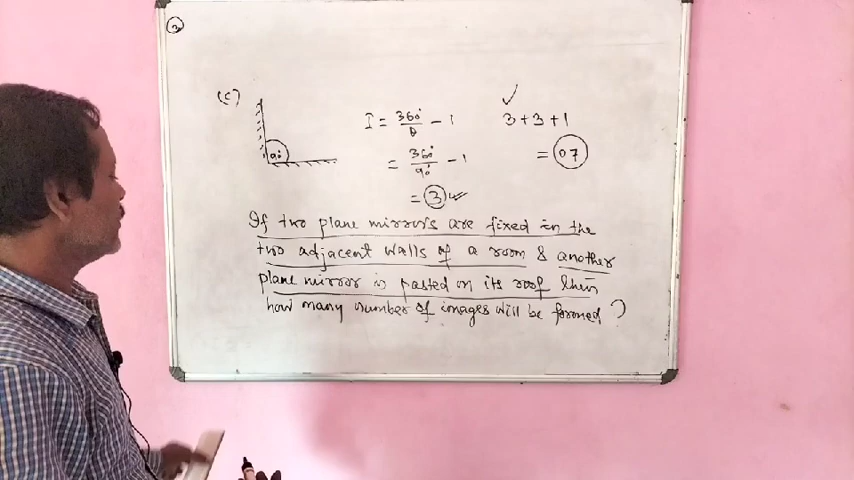 2
(c)
90°
I = 360°/θ - 1
= 360°/90° - 1
= 3
3+3+1
= 07
If two plane mirrors are fixed in the
two adjacent walls of a room & another
plane mirror is pasted on its roof then
how many number of images will be formed ?